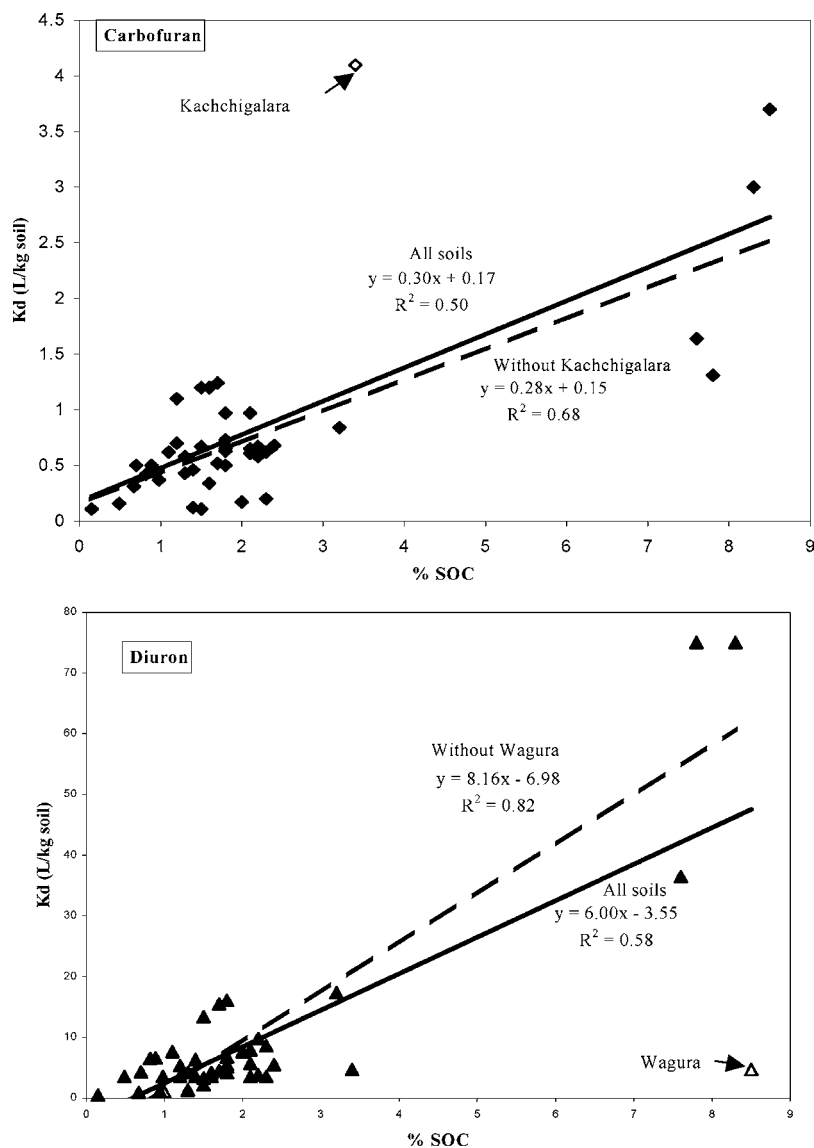 Carbofuran
Kachchigalara
All soils
y = 0.30x + 0.17
R² = 0.50
Without Kachchigalara
y = 0.28x + 0.15
R² = 0.68
Kd (L/kg soil)
4.5
4
3.5
3
2.5
2
1.5
1
0.5
0
0 1 2 3 4 5 6 7 8 9
% SOC
Diuron
Without Wagura
y = 8.16x - 6.98
R² = 0.82
All soils
y = 6.00x - 3.55
R² = 0.58
Wagura
Kd (L/kg soil)
80
70
60
50
40
30
20
10
0
0 1 2 3 4 5 6 7 8 9
% SOC